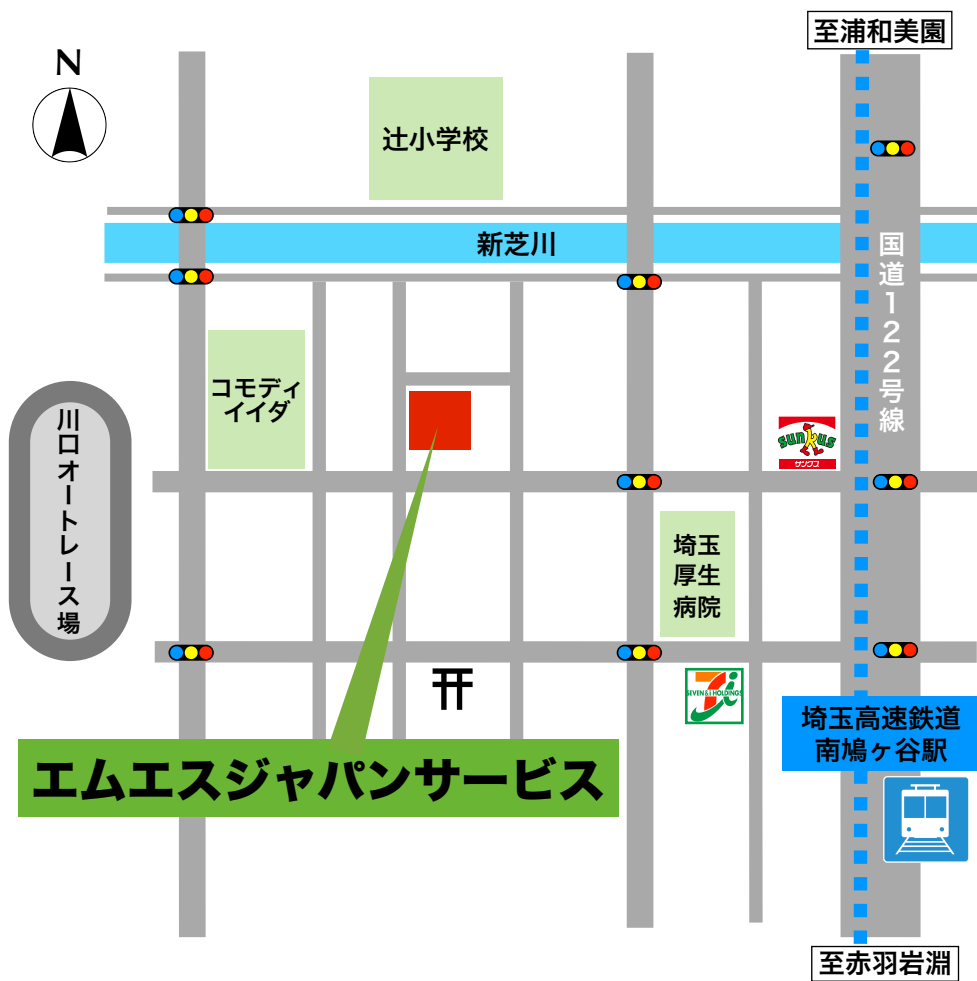 至浦和美園
N
辻小学校
新芝川
国道122号線
コモディ
イイダ
川口オートレース場
sunkus
サンクス
埼玉
厚生
病院
SEVEN & i HOLDINGS
埼玉高速鉄道
南鳩ヶ谷駅
エムエスジャパンサービス
至赤羽岩淵